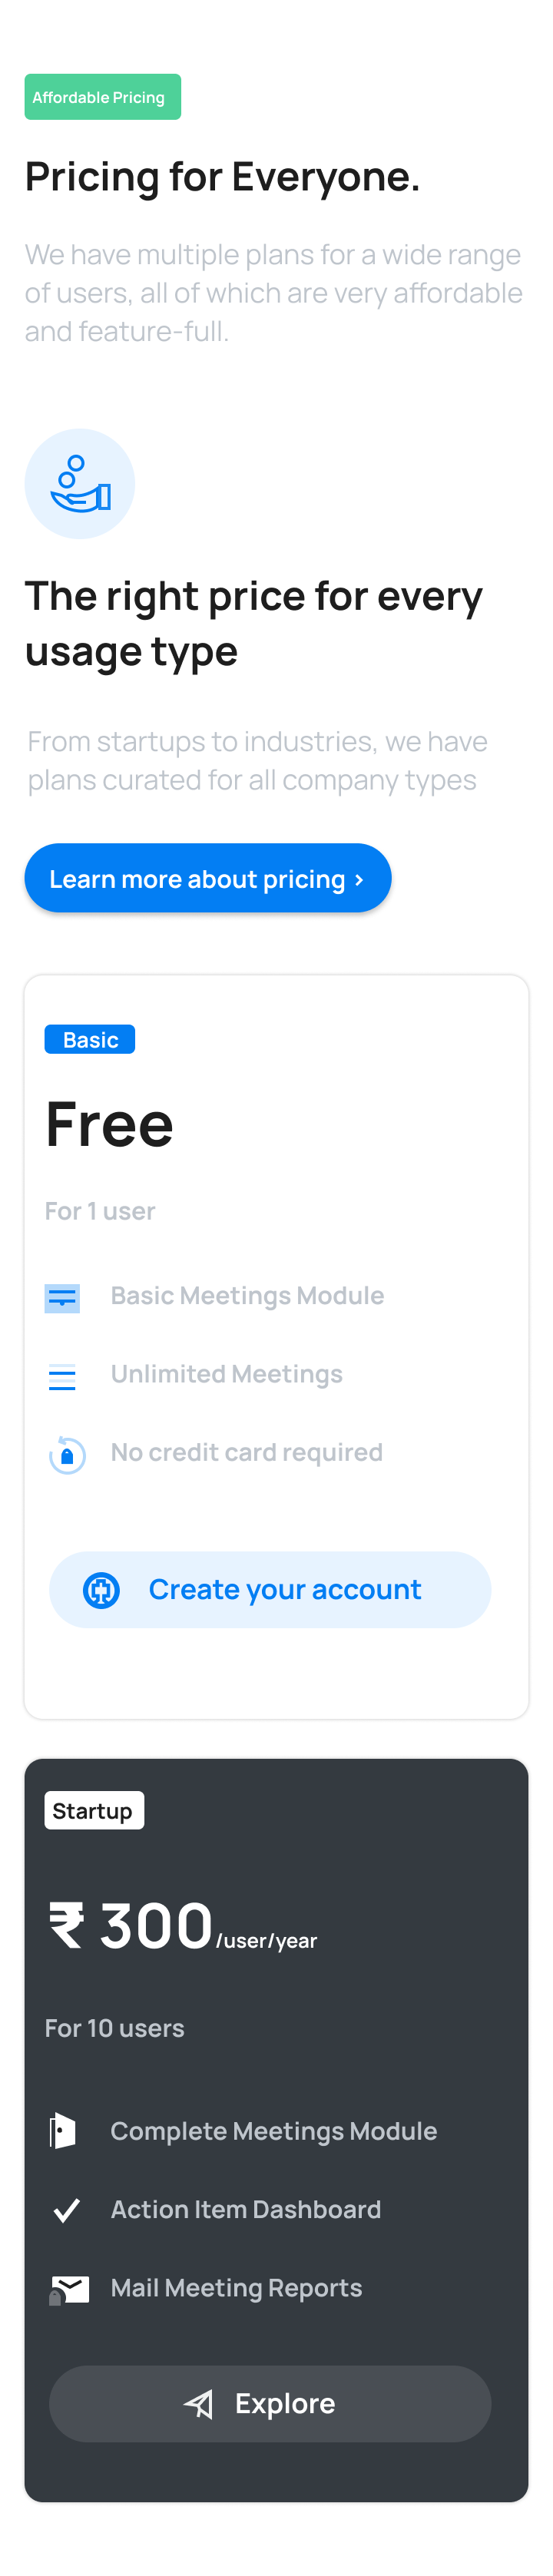 Affordable Pricing
Pricing for Everyone.
We have multiple plans for a wide range
of users, all of which are very affordable
and feature-full.
The right price for every
usage type
From startups to industries, we have
plans curated for all company types
Learn more about pricing >
Basic
Free
For 1 user
Basic Meetings Module
Unlimited Meetings
No credit card required
Create your account
Startup
₹ 300/user/year
For 10 users
Complete Meetings Module
Action Item Dashboard
Mail Meeting Reports
Explore